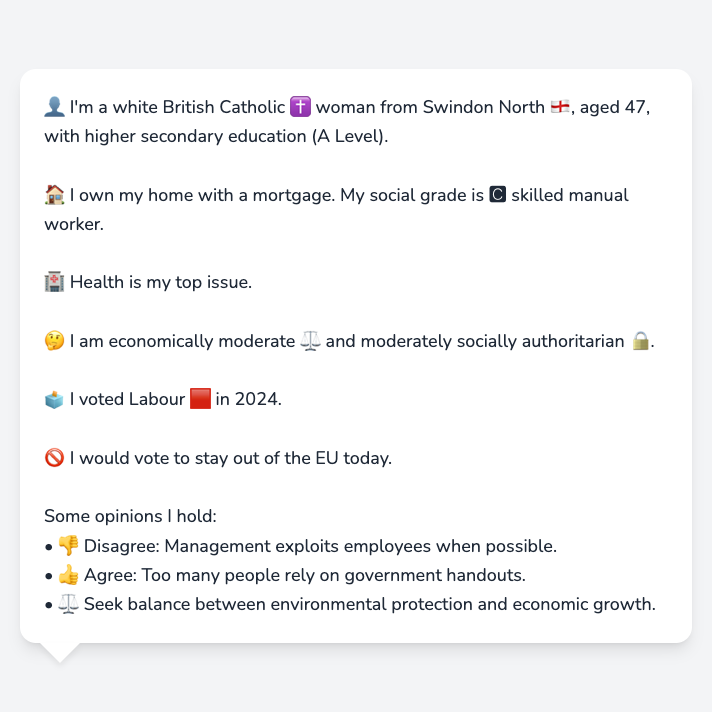 👤 I'm a white British Catholic ✝️ woman from Swindon North 🏴󠁧󠁢󠁥󠁮󠁧󠁿, aged 47,
with higher secondary education (A Level).
🏠 I own my home with a mortgage. My social grade is 🅲 skilled manual
worker.
🏥 Health is my top issue.
🤔 I am economically moderate ⚖️ and moderately socially authoritarian 🔒.
🗳️ I voted Labour 🟥 in 2024.
🚫 I would vote to stay out of the EU today.
Some opinions I hold:
• 👎 Disagree: Management exploits employees when possible.
• 👍 Agree: Too many people rely on government handouts.
• ⚖️ Seek balance between environmental protection and economic growth.